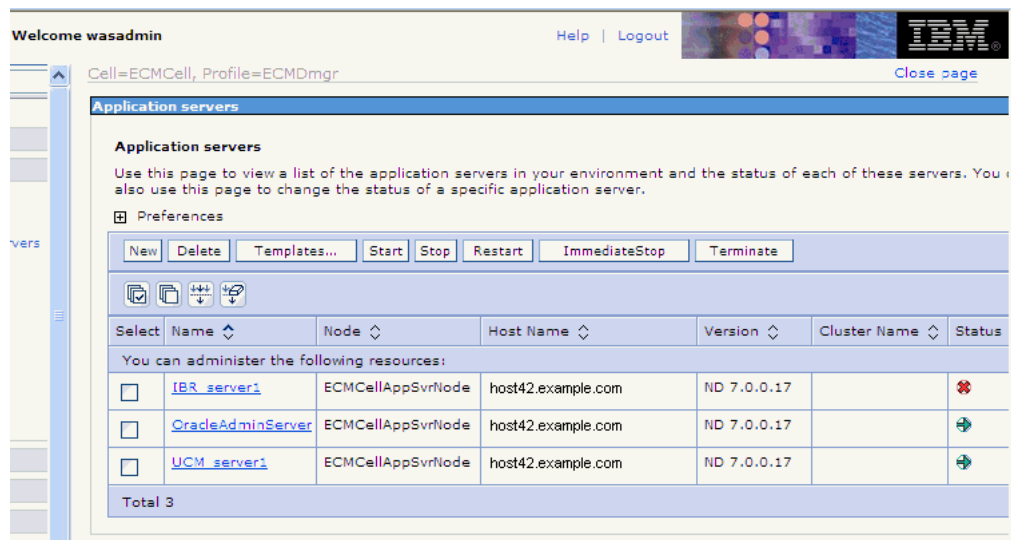 Welcome wasadmin Help | Logout IBM®
Cell=ECMCell, Profile=ECMDmgr Close page
Application servers
Application servers
Use this page to view a list of the application servers in your environment and the status of each of these servers. You
also use this page to change the status of a specific application server.
Preferences
New Delete Templates... Start Stop Restart ImmediateStop Terminate
Select Name Node Host Name Version Cluster Name Status
You can administer the following resources:
IBR_server1 ECMCellAppSvrNode host42.example.com ND 7.0.0.17
OracleAdminServer ECMCellAppSvrNode host42.example.com ND 7.0.0.17
UCM_server1 ECMCellAppSvrNode host42.example.com ND 7.0.0.17
Total 3
vers